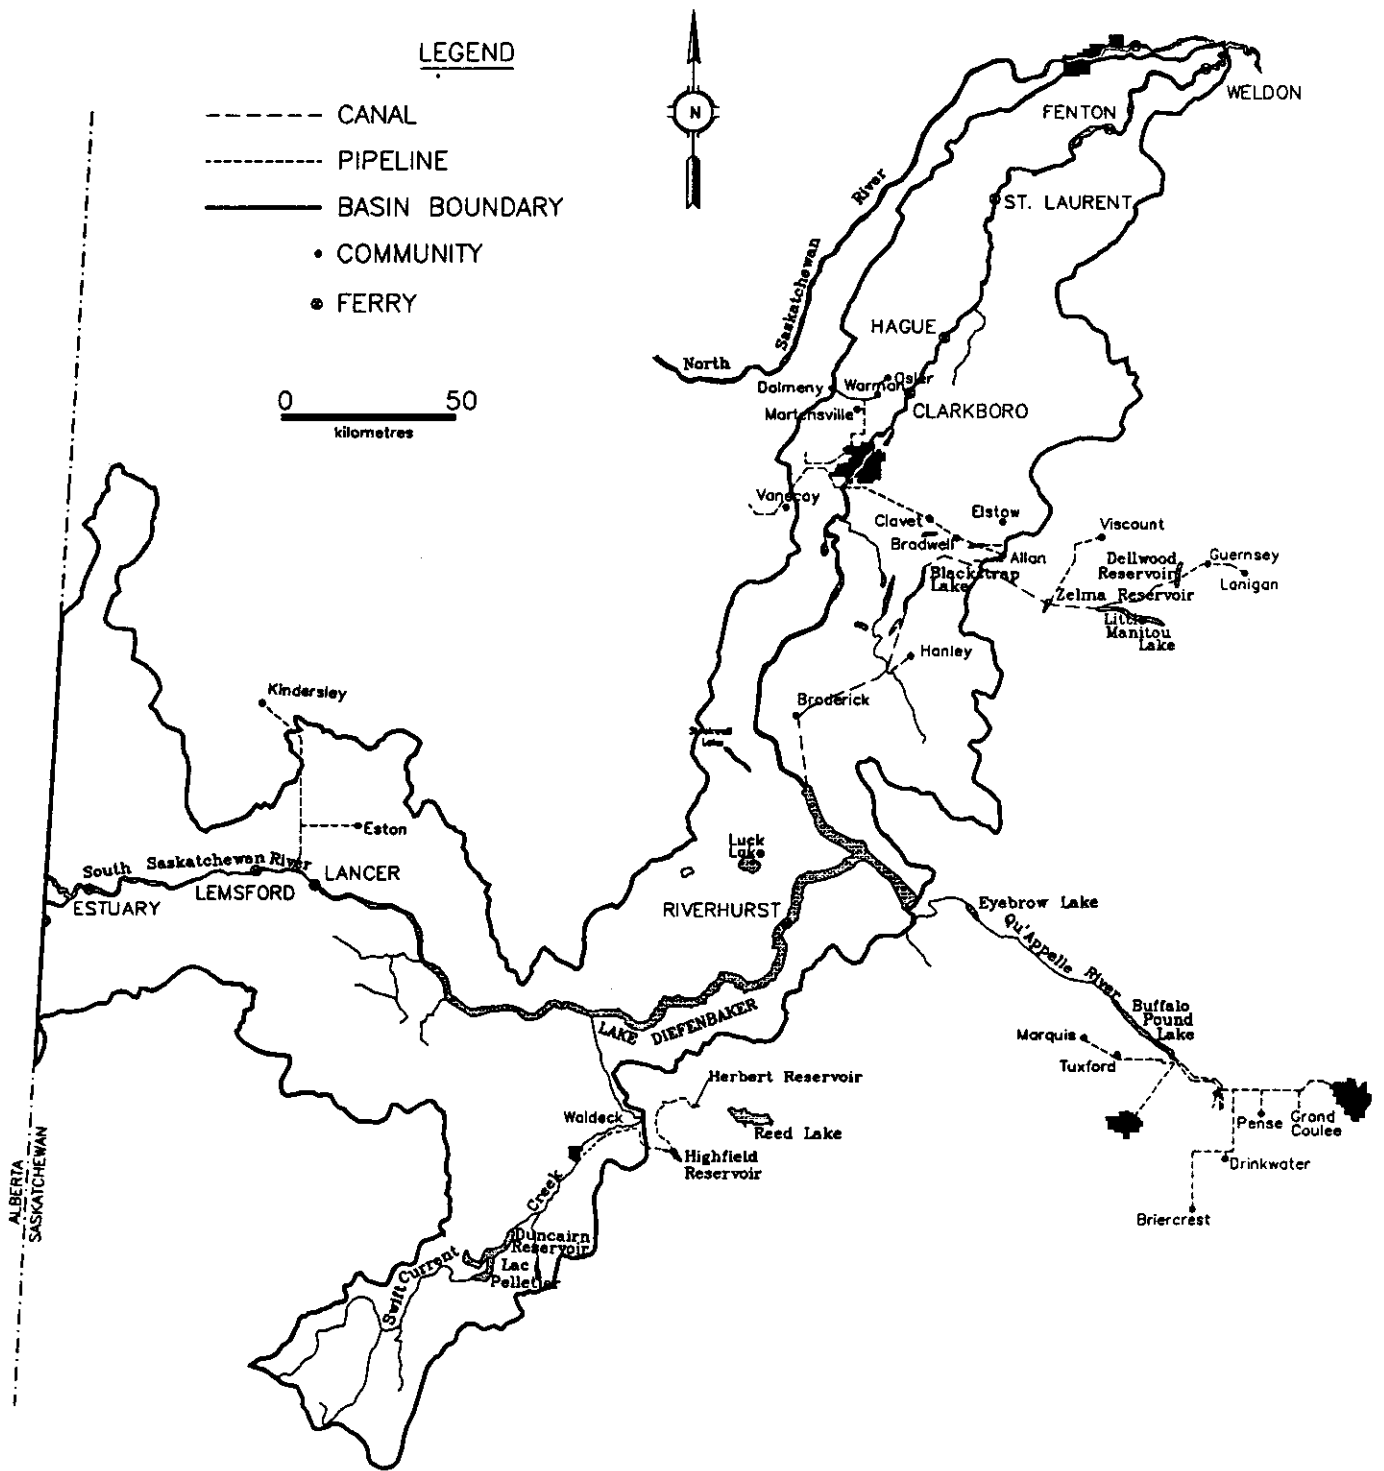 LEGEND
CANAL
PIPELINE
BASIN BOUNDARY
COMMUNITY
FERRY
N
0 50
kilometres
WELDON
FENTON
ST. LAURENT
River
Saskatchewan
North
HAGUE
Dalmeny
Warman
Osler
Martensville
CLARKBORO
Vanscoy
Clavet
Elstow
Bradwell
Viscount
Allan
Dellwood
Reservoir
Guernsey
Lanigan
Blackstrap
Lake
Zelma Reservoir
Little
Manitou
Lake
Hanley
Broderick
Kindersley
Lake
Eston
Luck
Lake
South Saskatchewan River
LANCER
LEMSFORD
ESTUARY
RIVERHURST
Eyebrow Lake
Qu'Appelle River
LAKE DIEFENBAKER
Buffalo
Pound
Lake
Marquis
Tuxford
Herbert Reservoir
Waldeck
Reed Lake
Pense
Grand
Coulee
Highfield
Reservoir
Drinkwater
Briercrest
ALBERTA
SASKATCHEWAN
Swift Current Creek
Duncairn
Reservoir
Lac
Pelletier